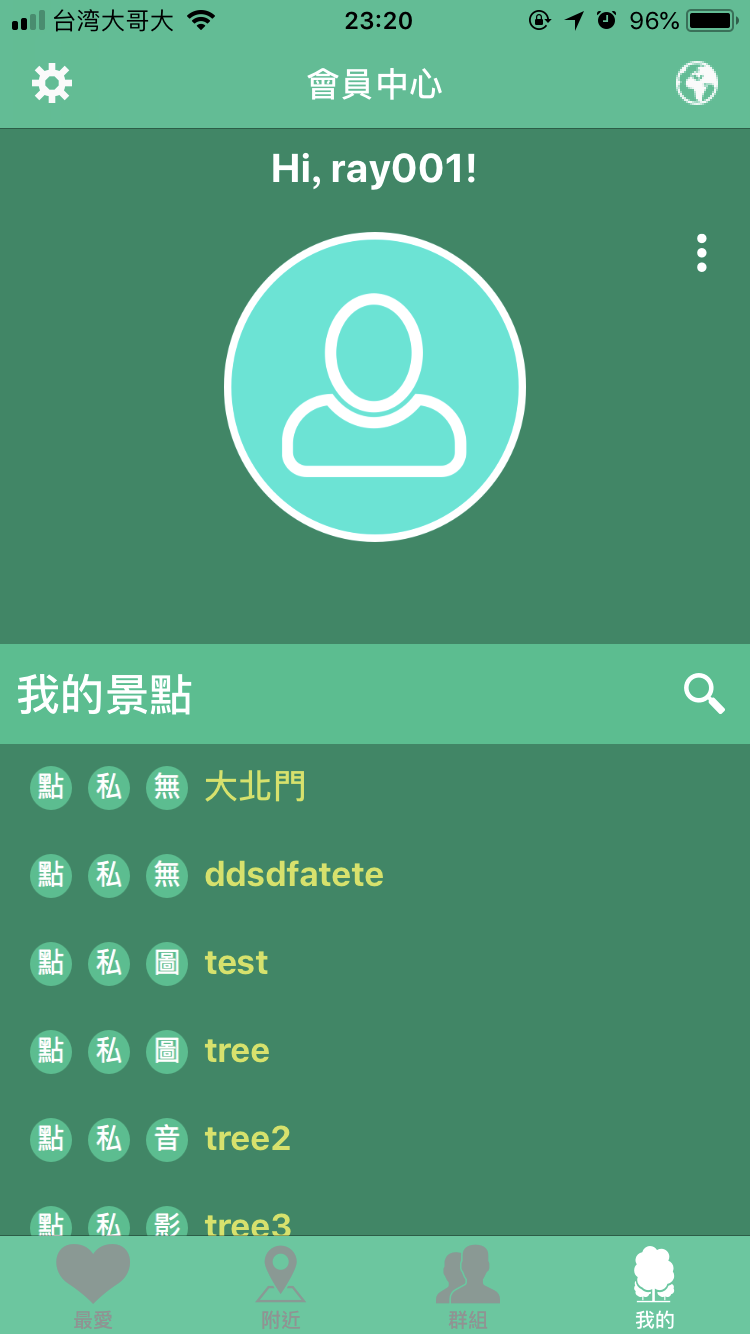 台湾大哥大 23:20 96%
會員中心
Hi, ray001!
我的景點
點 私 無 大北門
點 私 無 ddsdfatete
點 私 圖 test
點 私 圖 tree
點 私 音 tree2
點 私 影 tree3
最愛 附近 群組 我的